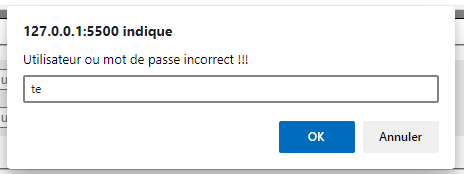 127.0.0.1:5500 indique
Utilisateur ou mot de passe incorrect !!!
te
OK Annuler